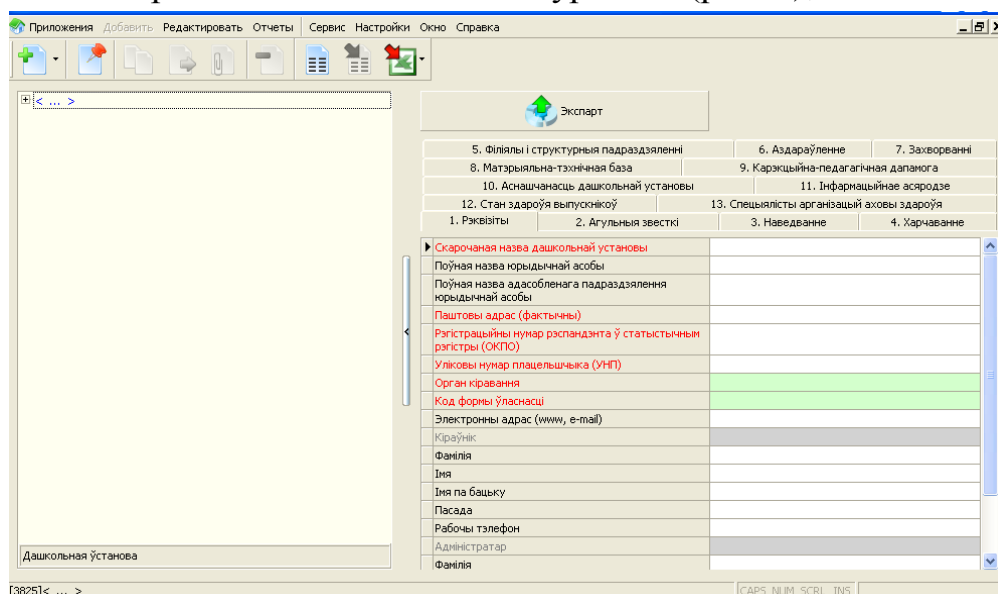 Приложения Добавить Редактировать Отчеты Сервис Настройки Окно Справка
< ... >
Экспарт
5. Філіялы і структурныя падраздзяленні 6. Аздараўленне 7. Захворванні
8. Матэрыяльна-тэхнічная база 9. Карэкцыйна-педагагічная дапамога
10. Аснашчанасць дашкольнай установы 11. Інфармацыйнае асяродзе
12. Стан здароўя выпускнікоў 13. Спецыялісты арганізацый аховы здароўя
1. Рэквізіты 2. Агульныя звесткі 3. Наведванне 4. Харчаванне
Скарочаная назва дашкольнай установы
Поўная назва юрыдычнай асобы
Поўная назва адасобленага падраздзялення
юрыдычнай асобы
Паштовы адрас (фактычны)
Рэгістрацыйны нумар рэспандэнта ў статыстычным
рэгістры (ОКПО)
Уліковы нумар плацельшчыка (УНП)
Орган кіравання
Код формы ўласнасці
Электронны адрас (www, e-mail)
Кіраўнік
Фамілія
Імя
Імя па бацьку
Пасада
Рабочы тэлефон
Адміністратар
Фамілія
Дашкольная ўстанова
[3825]< ... >
CAPS NUM SCRL INS